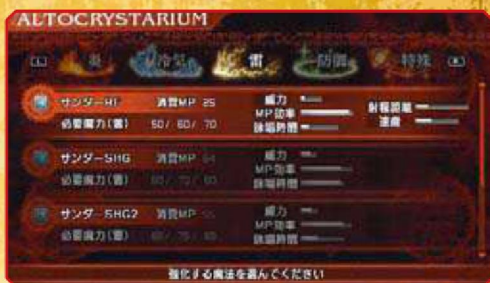 ALTOCRYSTARIUM
L 炎 冷気 雷 防御 特殊 R
サンダーHF 消費MP 25 威力 射程距離
必要魔力(雷) 50/ 60/ 70 MP効率 速度
詠唱時間
サンダーSHG 消費MP 64 威力
必要魔力(雷) MP効率
詠唱時間
サンダーSHG2 消費MP 威力
必要魔力(雷) MP効率
詠唱時間
強化する魔法を選んでください